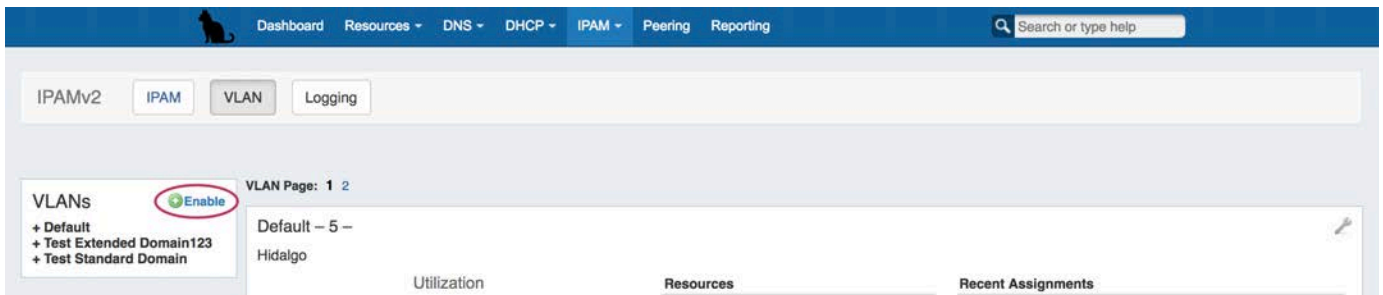 Dashboard Resources DNS DHCP IPAM Peering Reporting Search or type help
IPAMv2 IPAM VLAN Logging
VLANs Enable
+ Default
+ Test Extended Domain123
+ Test Standard Domain
VLAN Page: 1 2
Default – 5 –
Hidalgo
Utilization Resources Recent Assignments